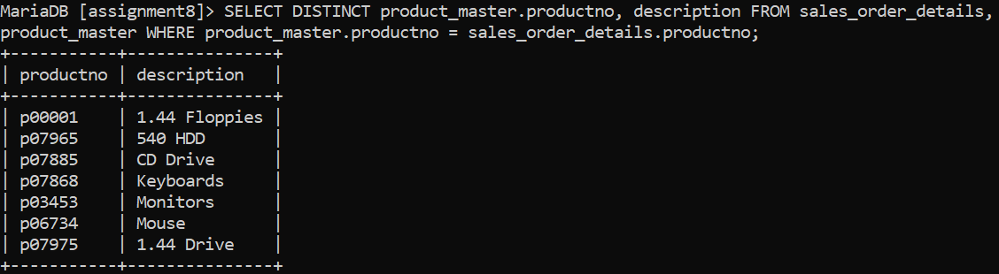 MariaDB [assignment8]> SELECT DISTINCT product_master.productno, description FROM sales_order_details,
product_master WHERE product_master.productno = sales_order_details.productno;
+-----------+---------------+
| productno | description   |
+-----------+---------------+
| p00001    | 1.44 Floppies |
| p07965    | 540 HDD       |
| p07885    | CD Drive      |
| p07868    | Keyboards     |
| p03453    | Monitors      |
| p06734    | Mouse         |
| p07975    | 1.44 Drive    |
+-----------+---------------+